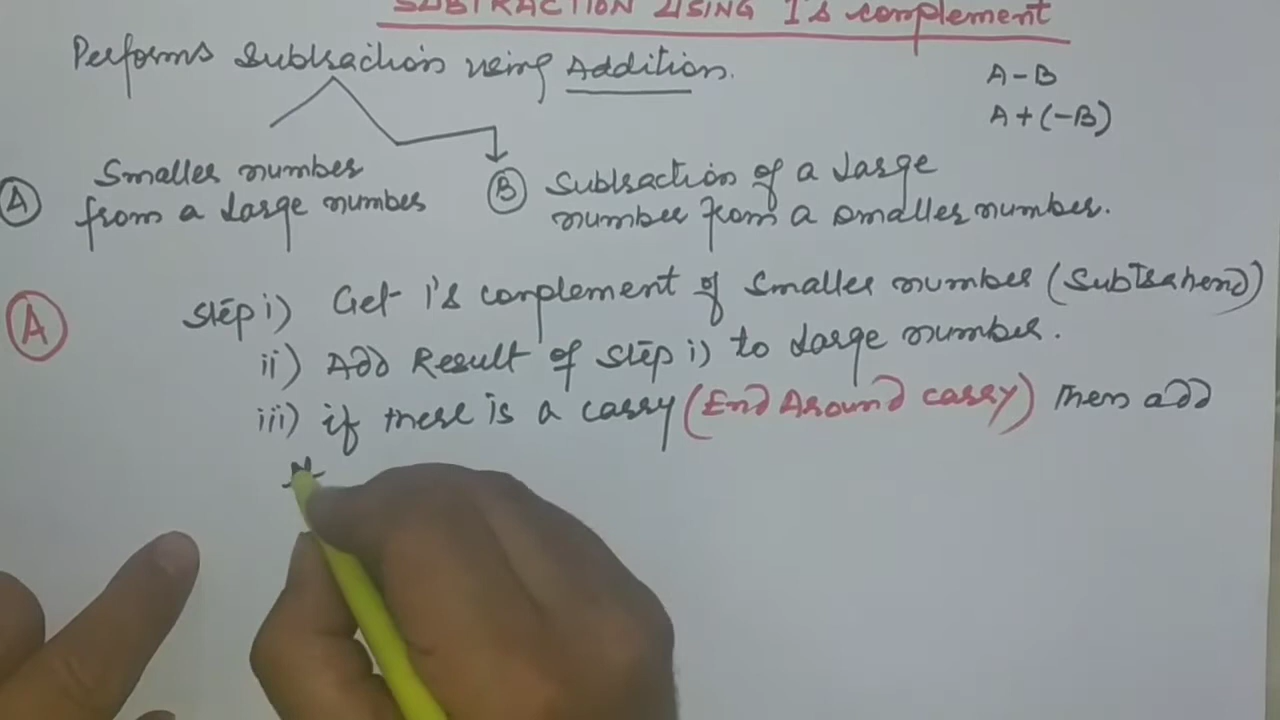 SUBTRACTION USING 1's complement
Performs Subtraction using Addition.
A-B
A+(-B)
A Smaller number
from a large number
B Subtraction of a large
number from a smaller number.
A
Step i) Get 1's complement of smaller number (Subtrahend)
ii) Add Result of step i) to large number.
iii) if there is a carry (End Around carry) then add